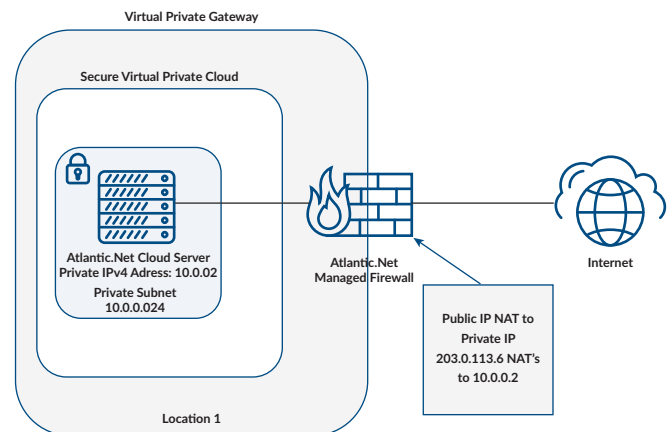 Virtual Private Gateway
Secure Virtual Private Cloud
Atlantic.Net Cloud Server
Private IPv4 Adress: 10.0.02
Private Subnet
10.0.0.024
Atlantic.Net
Managed Firewall
Internet
Public IP NAT to
Private IP
203.0.113.6 NAT's
to 10.0.0.2
Location 1